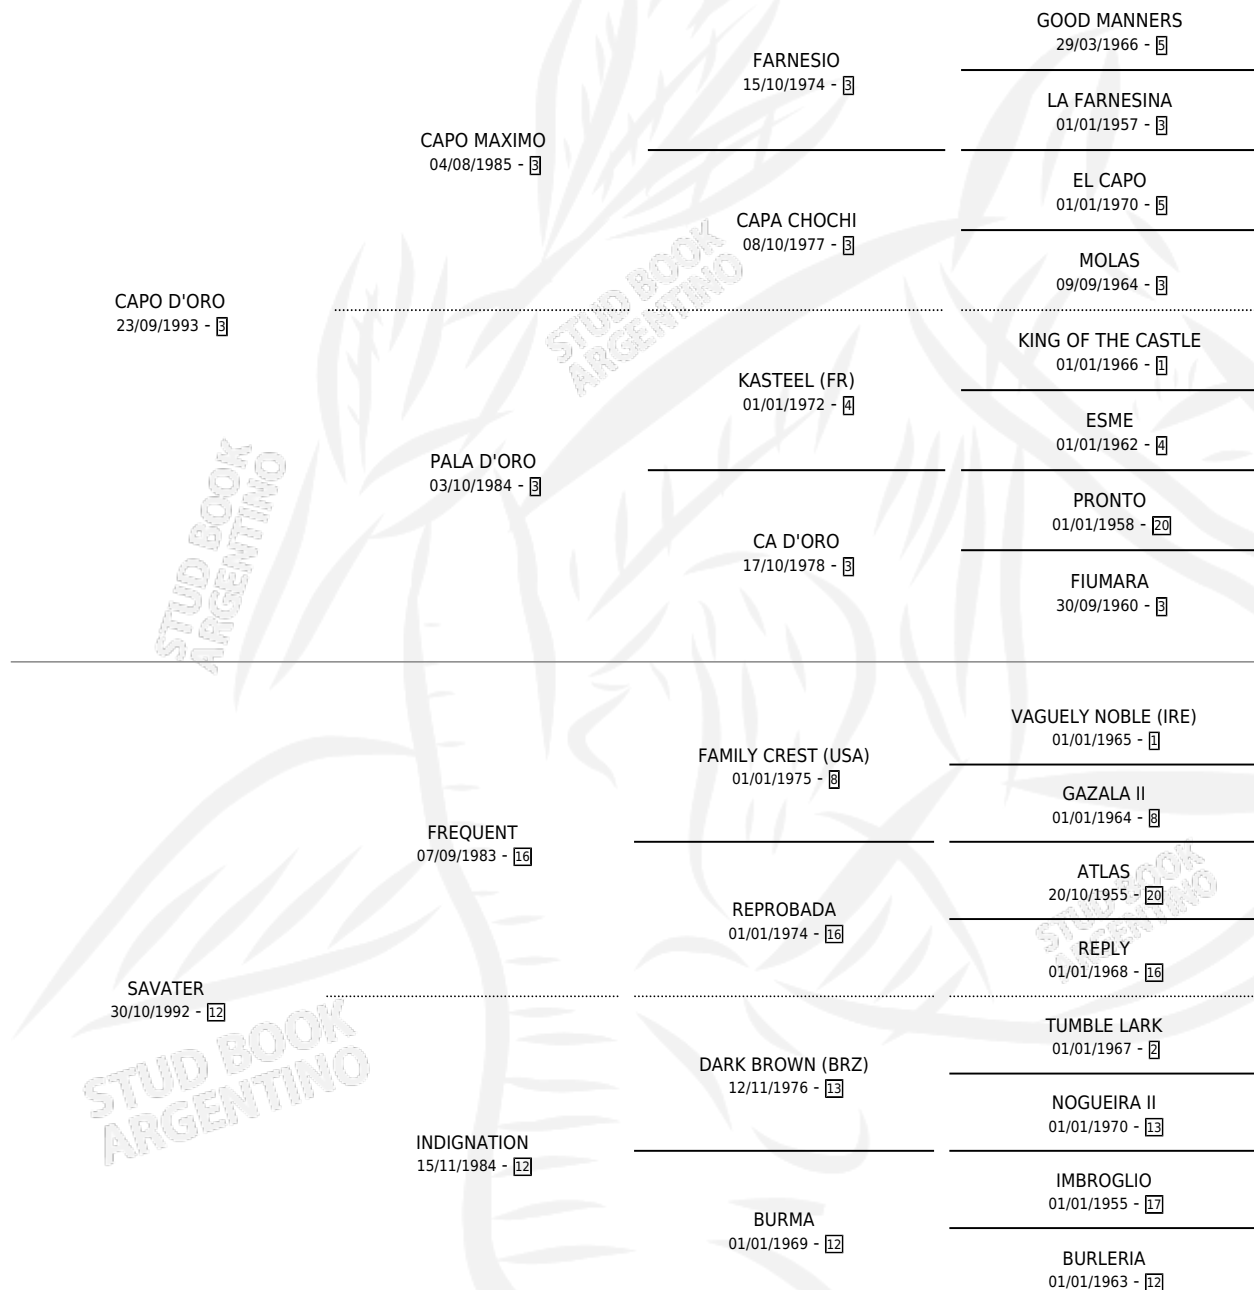 GOOD MANNERS
29/03/1966 - 5
FARNESIO
15/10/1974 - 3
LA FARNESINA
01/01/1957 - 3
CAPO MAXIMO
04/08/1985 - 3
EL CAPO
01/01/1970 - 5
CAPA CHOCHI
08/10/1977 - 3
MOLAS
09/09/1964 - 3
CAPO D'ORO
23/09/1993 - 3
KING OF THE CASTLE
01/01/1966 - 1
KASTEEL (FR)
01/01/1972 - 4
ESME
01/01/1962 - 4
PALA D'ORO
03/10/1984 - 3
PRONTO
01/01/1958 - 20
CA D'ORO
17/10/1978 - 3
FIUMARA
30/09/1960 - 3
VAGUELY NOBLE (IRE)
01/01/1965 - 1
FAMILY CREST (USA)
01/01/1975 - 8
GAZALA II
01/01/1964 - 8
FREQUENT
07/09/1983 - 16
ATLAS
20/10/1955 - 20
REPROBADA
01/01/1974 - 16
REPLY
01/01/1968 - 16
SAVATER
30/10/1992 - 12
TUMBLE LARK
01/01/1967 - 2
DARK BROWN (BRZ)
12/11/1976 - 13
NOGUEIRA II
01/01/1970 - 13
INDIGNATION
15/11/1984 - 12
IMBROGLIO
01/01/1955 - 17
BURMA
01/01/1969 - 12
BURLERIA
01/01/1963 - 12
STUD BOOK
ARGENTINO
STUD BOOK
ARGENTINO
STUD BOOK
ARGENTINO
STUD BOOK
ARGENTINO